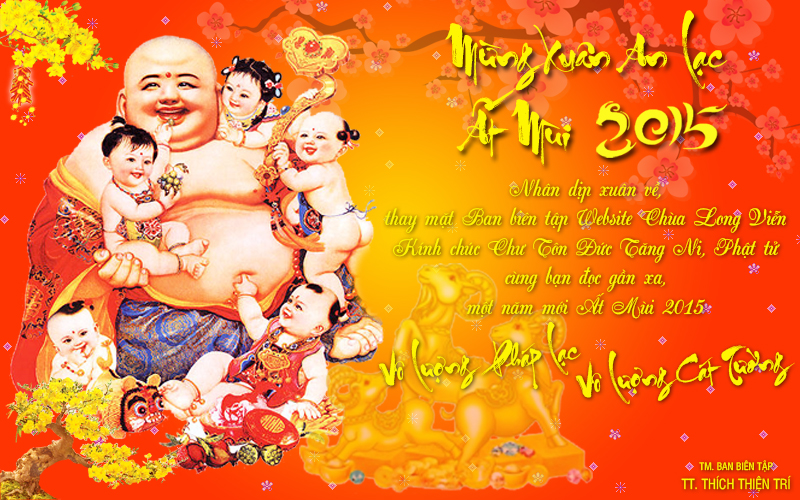 Mừng Xuân An Lạc
Ất Mùi 2015
Nhân dịp xuân về,
thay mặt Ban biên tập Website Chùa Long Viễn
Kính chúc Chư Tôn Đức Tăng Ni, Phật tử
cùng bạn đọc gần xa,
một năm mới Ất Mùi 2015
Vô Lượng Pháp Lạc
Vô Lượng Cát Tường
TM. BAN BIÊN TẬP
TT. THÍCH THIỆN TRÍ